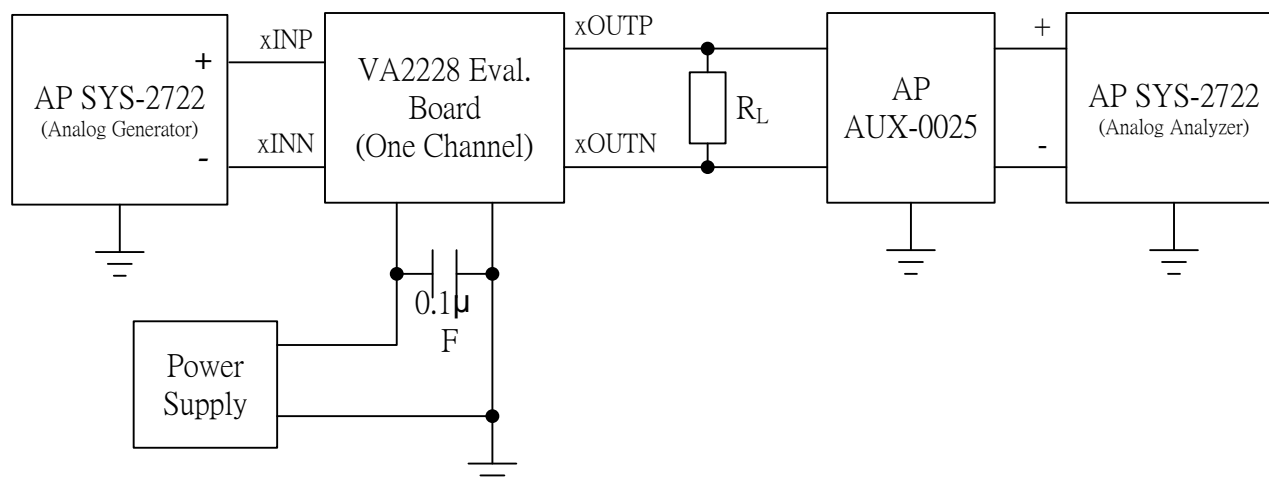 +
AP SYS-2722
(Analog Generator)
-
xINP
xINN
VA2228 Eval.
Board
(One Channel)
xOUTP
xOUTN
R_L
AP
AUX-0025
+
-
AP SYS-2722
(Analog Analyzer)
0.1µ
F
Power
Supply